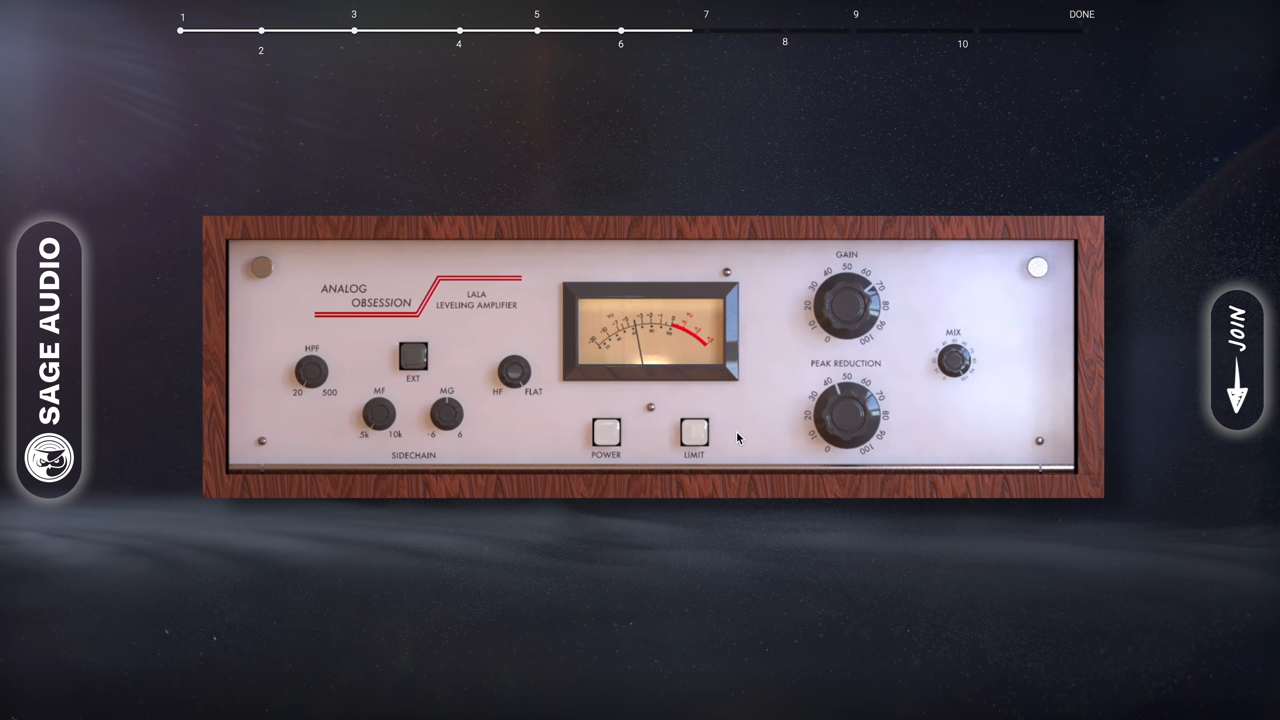 1
3
5
7
9
DONE
2
4
6
8
10
SAGE AUDIO
JOIN
ANALOG
OBSESSION
LALA
LEVELING AMPLIFIER
HPF
20 500
EXT
MF
.5k 10k
MG
-6 6
HF FLAT
SIDECHAIN
POWER
LIMIT
GAIN
0 10 20 30 40 50 60 70 80 90 100
PEAK REDUCTION
0 10 20 30 40 50 60 70 80 90 100
MIX